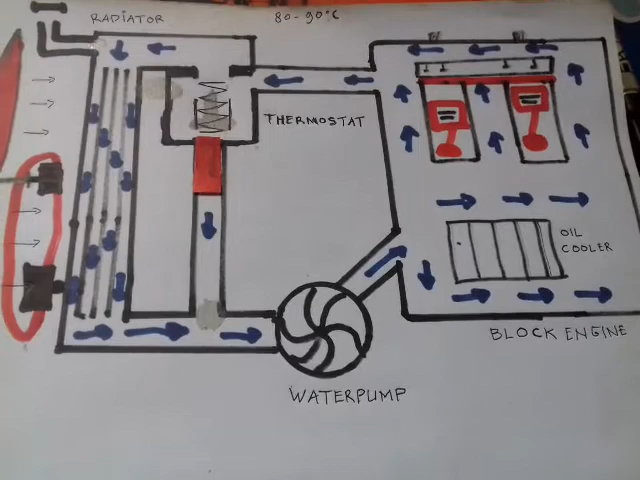 RADIATOR
80-90°C
THERMOSTAT
OIL
COOLER
BLOCK ENGINE
WATERPUMP